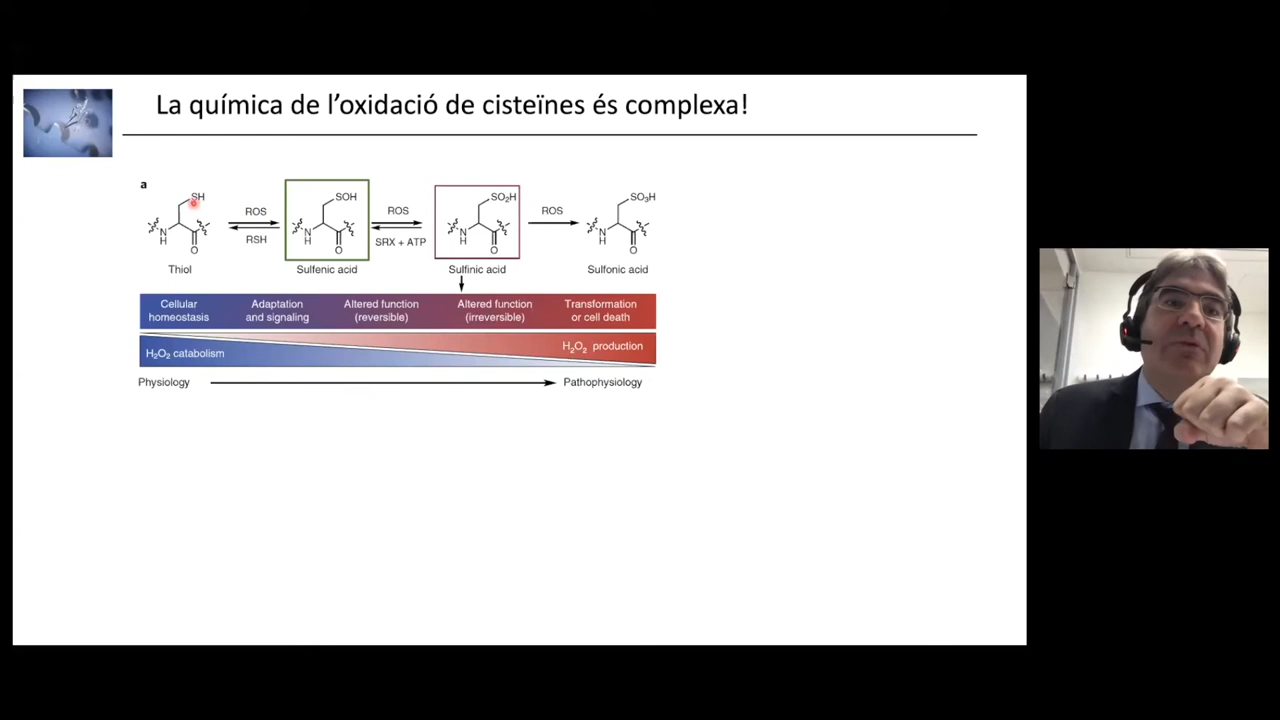 La química de l'oxidació de cisteïnes és complexa!
a
SH
SOH
SO₂H
SO₃H
ROS
ROS
ROS
RSH
SRX + ATP
N
H
O
N
H
O
N
H
O
N
H
O
Thiol
Sulfenic acid
Sulfinic acid
Sulfonic acid
Cellular
homeostasis
Adaptation
and signaling
Altered function
(reversible)
Altered function
(irreversible)
Transformation
or cell death
H₂O₂ catabolism
H₂O₂ production
Physiology
Pathophysiology